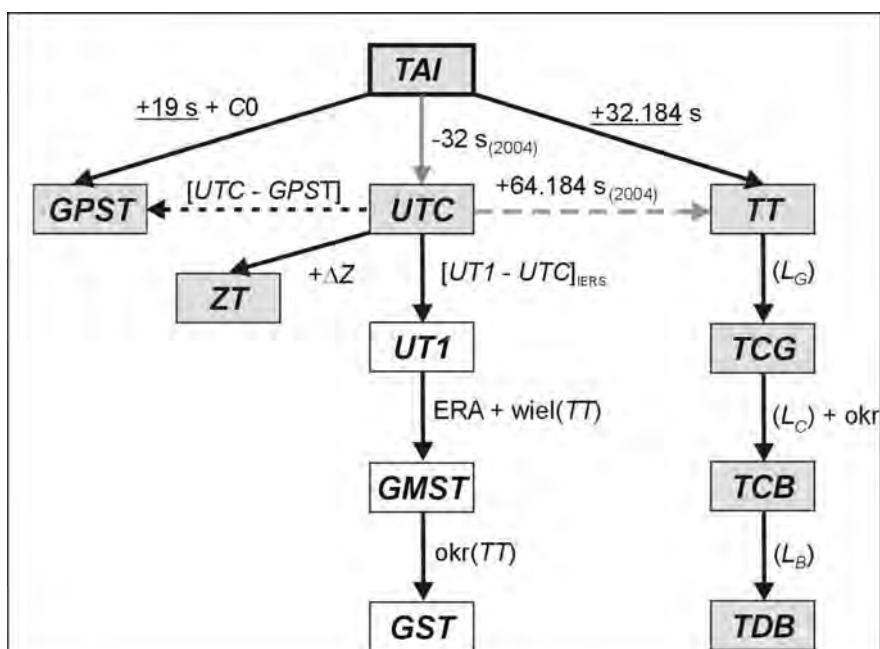 TAI
+19 s + C0
+32.184 s
-32 s(2004)
[UTC - GPST]
+64.184 s(2004)
GPST
UTC
TT
+ΔZ
[UT1 - UTC]IERS
(LG)
ZT
UT1
TCG
ERA + wiel(TT)
(LC) + okr
GMST
TCB
okr(TT)
(LB)
GST
TDB